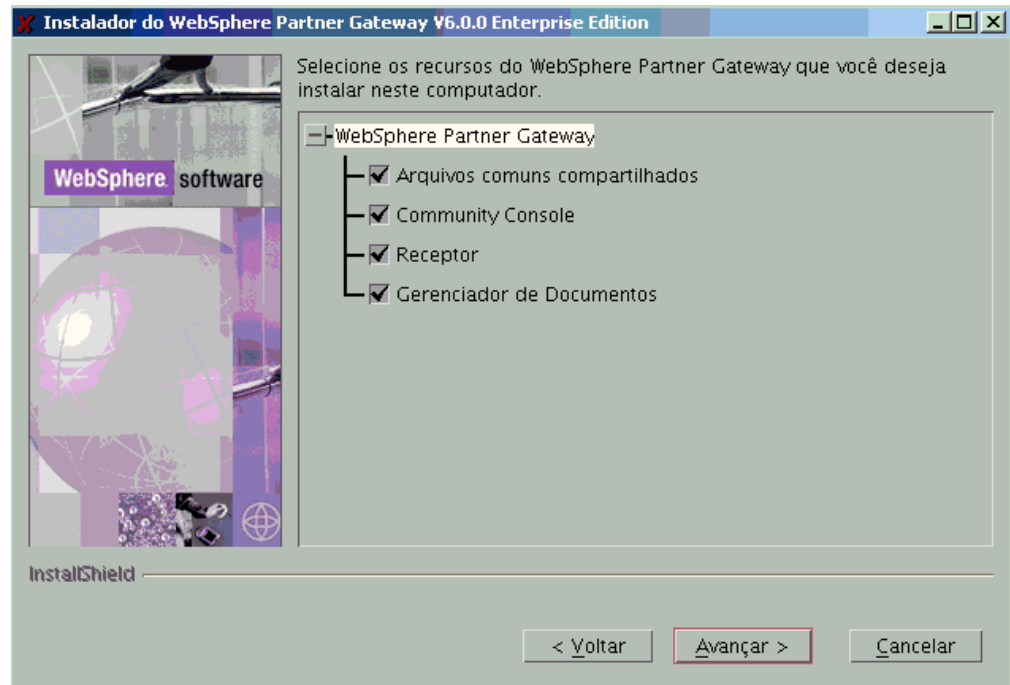 Instalador do WebSphere Partner Gateway V6.0.0 Enterprise Edition
Selecione os recursos do WebSphere Partner Gateway que você deseja
instalar neste computador.
WebSphere Partner Gateway
Arquivos comuns compartilhados
Community Console
Receptor
Gerenciador de Documentos
WebSphere software
InstallShield
< Voltar
Avançar >
Cancelar